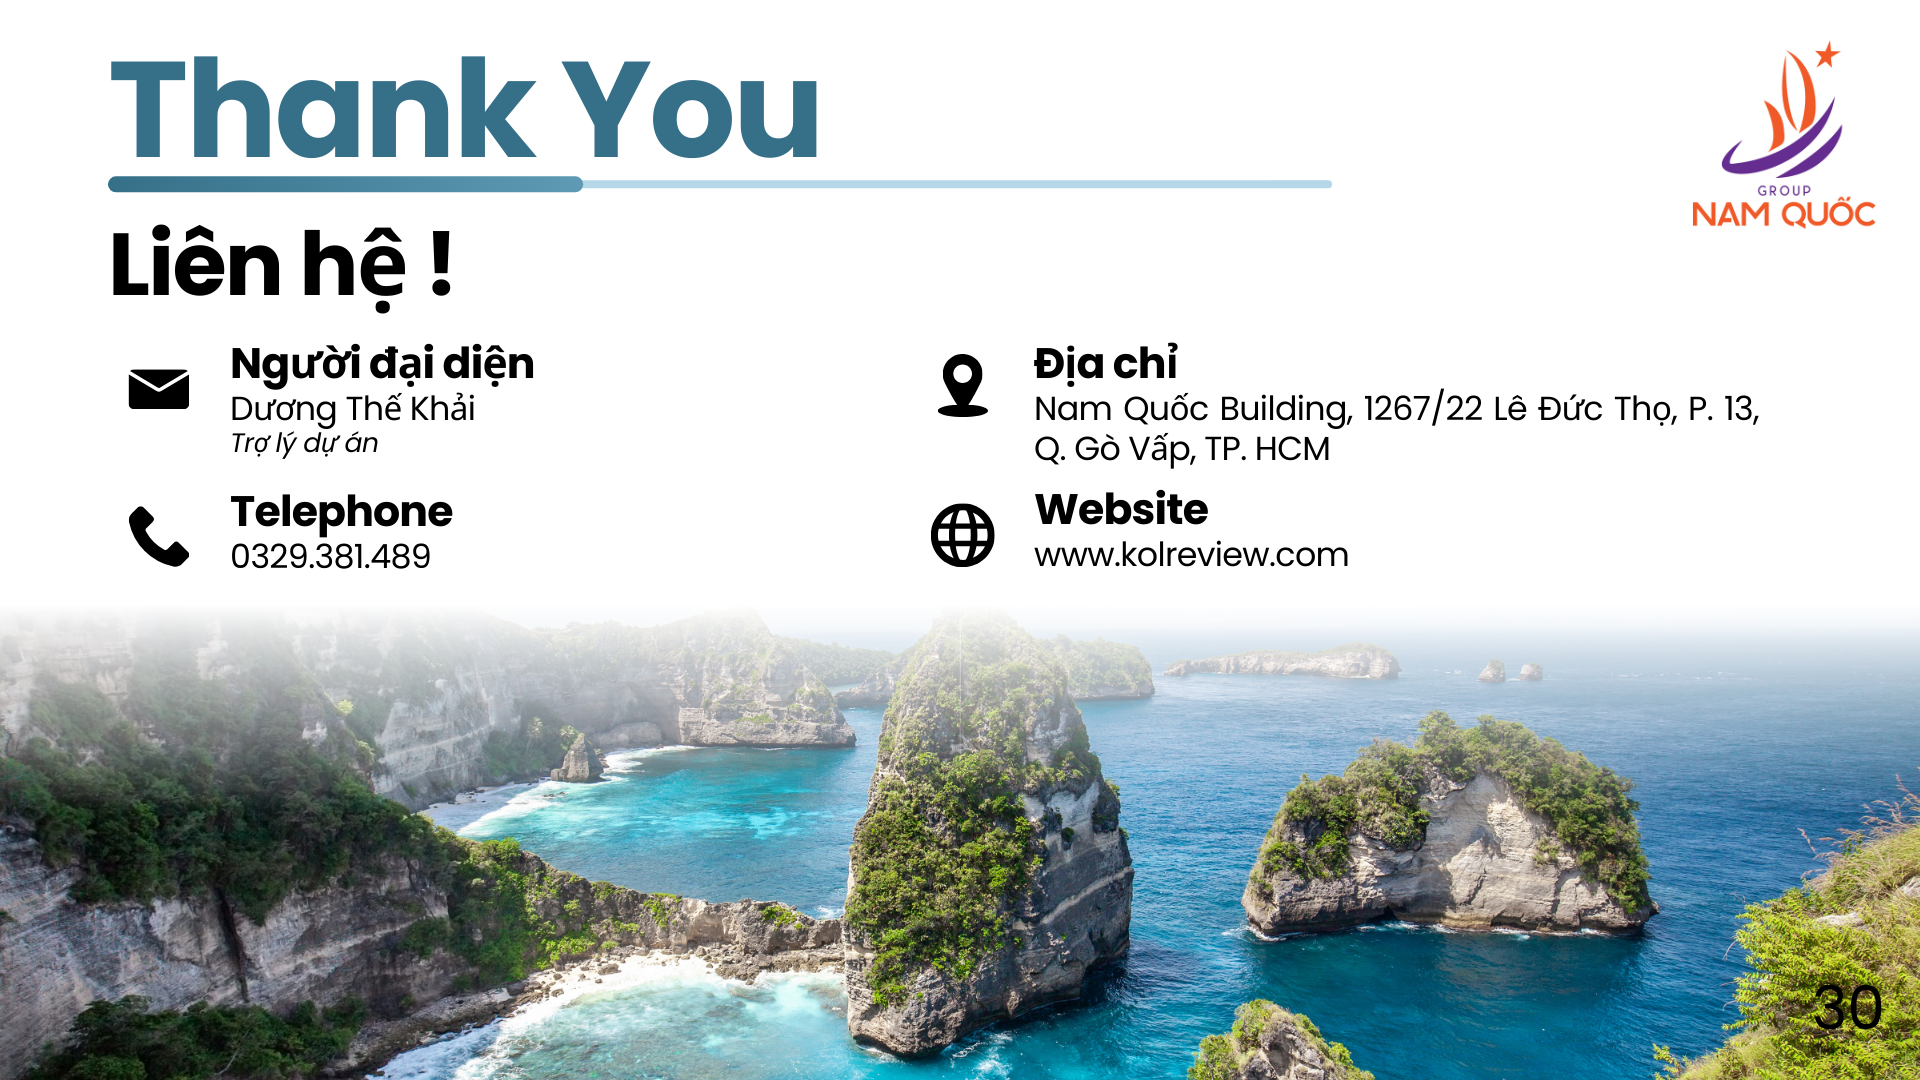 Thank You
GROUP
NAM QUỐC
Liên hệ !
Người đại diện
Dương Thế Khải
Trợ lý dự án
Địa chỉ
Nam Quốc Building, 1267/22 Lê Đức Thọ, P. 13,
Q. Gò Vấp, TP. HCM
Telephone
0329.381.489
Website
www.kolreview.com
30